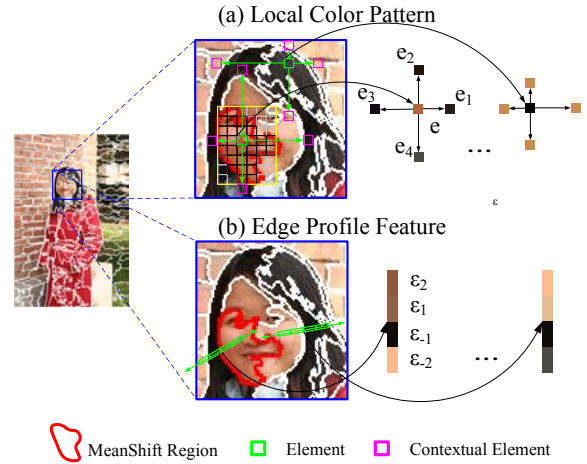 (a) Local Color Pattern
e2
e3
e1
e
e4
...
ε
(b) Edge Profile Feature
ε2
ε1
ε-1
ε-2
...
MeanShift Region
Element
Contextual Element